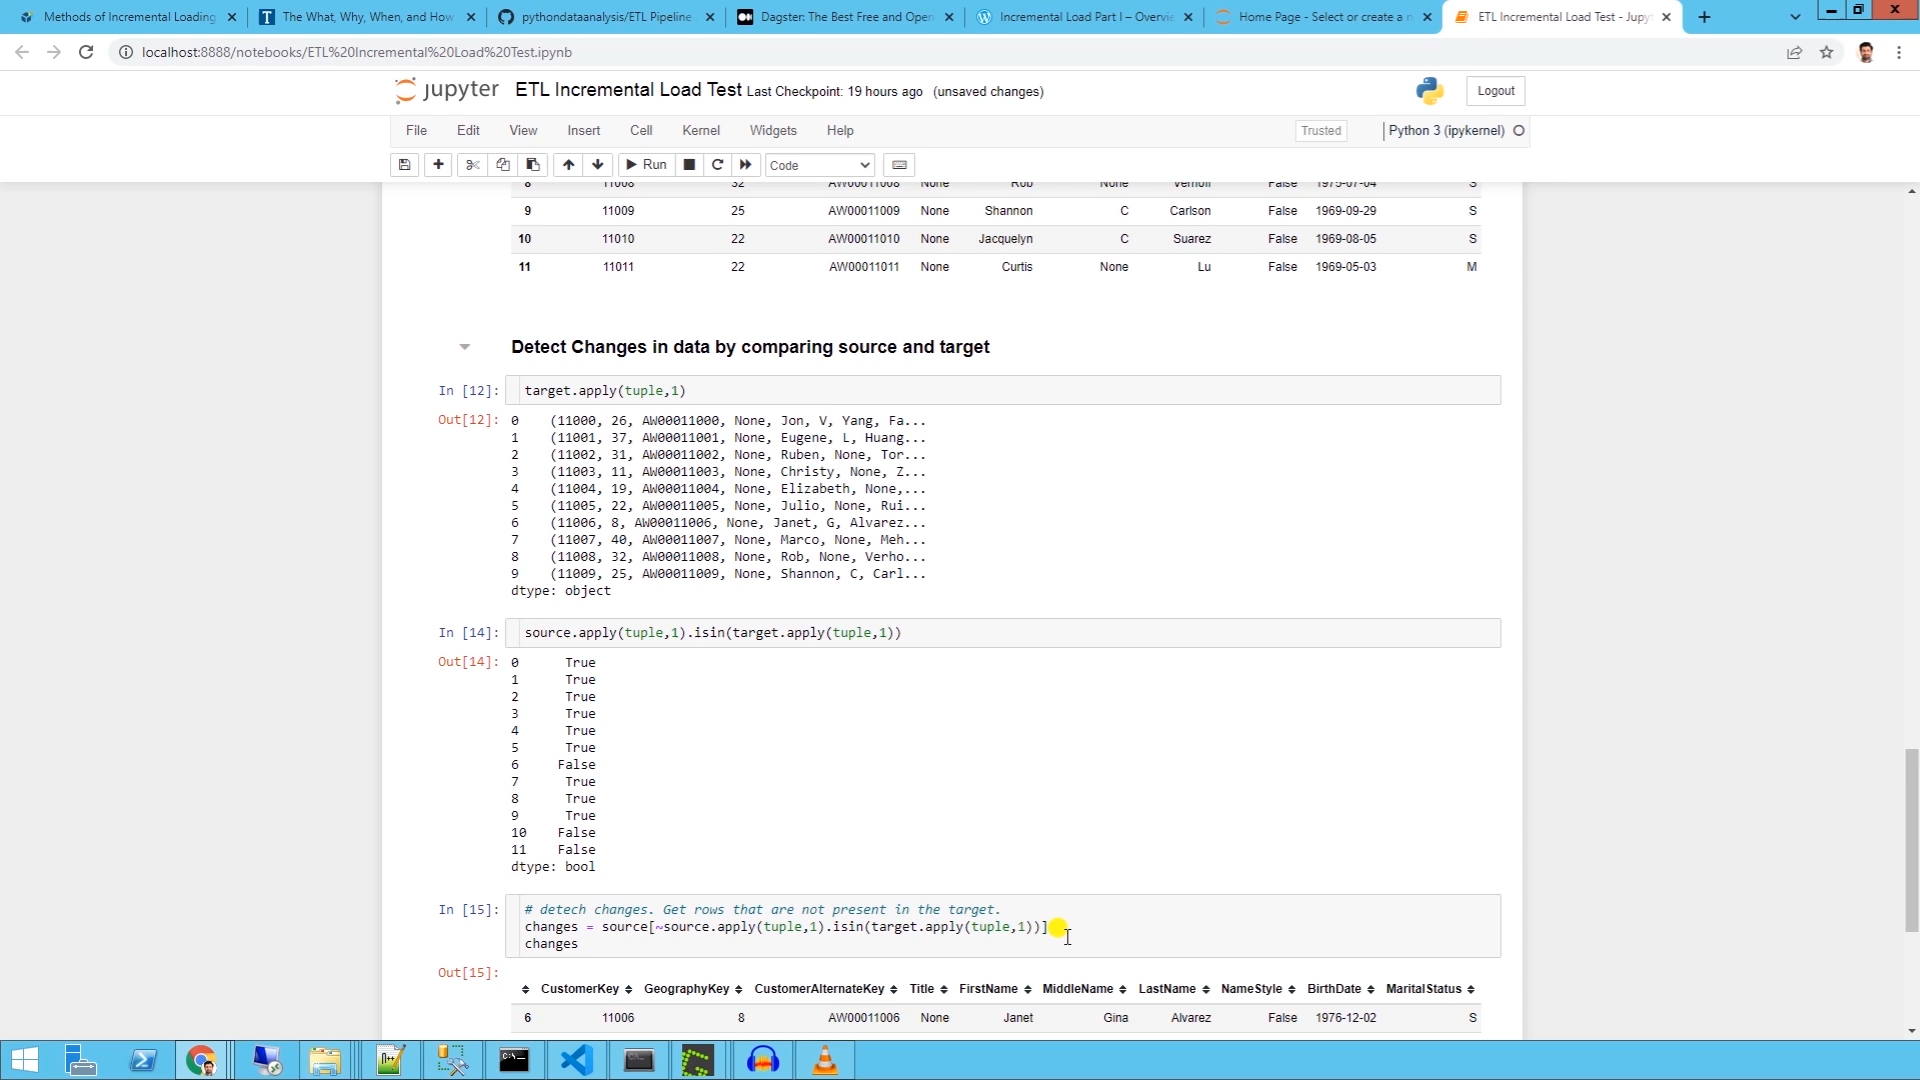 Methods of Incremental Loading
The What, Why, When, and How
pythondataanalysis/ETL Pipeline
Dagster: The Best Free and Open
Incremental Load Part I – Overvie
Home Page - Select or create a n
ETL Incremental Load Test - Jupy
localhost:8888/notebooks/ETL%20Incremental%20Load%20Test.ipynb
jupyter ETL Incremental Load Test Last Checkpoint: 19 hours ago (unsaved changes)
Logout
File Edit View Insert Cell Kernel Widgets Help
Trusted Python 3 (ipykernel)
Run Code
8 11008 32 AW00011008 None Rob None Verhoff False 1975-07-04 S
9 11009 25 AW00011009 None Shannon C Carlson False 1969-09-29 S
10 11010 22 AW00011010 None Jacquelyn C Suarez False 1969-08-05 S
11 11011 22 AW00011011 None Curtis None Lu False 1969-05-03 M
Detect Changes in data by comparing source and target
In [12]: target.apply(tuple,1)
Out[12]: 0 (11000, 26, AW00011000, None, Jon, V, Yang, Fa...
1 (11001, 37, AW00011001, None, Eugene, L, Huang...
2 (11002, 31, AW00011002, None, Ruben, None, Tor...
3 (11003, 11, AW00011003, None, Christy, None, Z...
4 (11004, 19, AW00011004, None, Elizabeth, None,...
5 (11005, 22, AW00011005, None, Julio, None, Rui...
6 (11006, 8, AW00011006, None, Janet, G, Alvarez...
7 (11007, 40, AW00011007, None, Marco, None, Meh...
8 (11008, 32, AW00011008, None, Rob, None, Verho...
9 (11009, 25, AW00011009, None, Shannon, C, Carl...
dtype: object
In [14]: source.apply(tuple,1).isin(target.apply(tuple,1))
Out[14]: 0 True
1 True
2 True
3 True
4 True
5 True
6 False
7 True
8 True
9 True
10 False
11 False
dtype: bool
In [15]: # detech changes. Get rows that are not present in the target.
changes = source[~source.apply(tuple,1).isin(target.apply(tuple,1))]
changes
Out[15]:
CustomerKey GeographyKey CustomerAlternateKey Title FirstName MiddleName LastName NameStyle BirthDate MaritalStatus
6 11006 8 AW00011006 None Janet Gina Alvarez False 1976-12-02 S